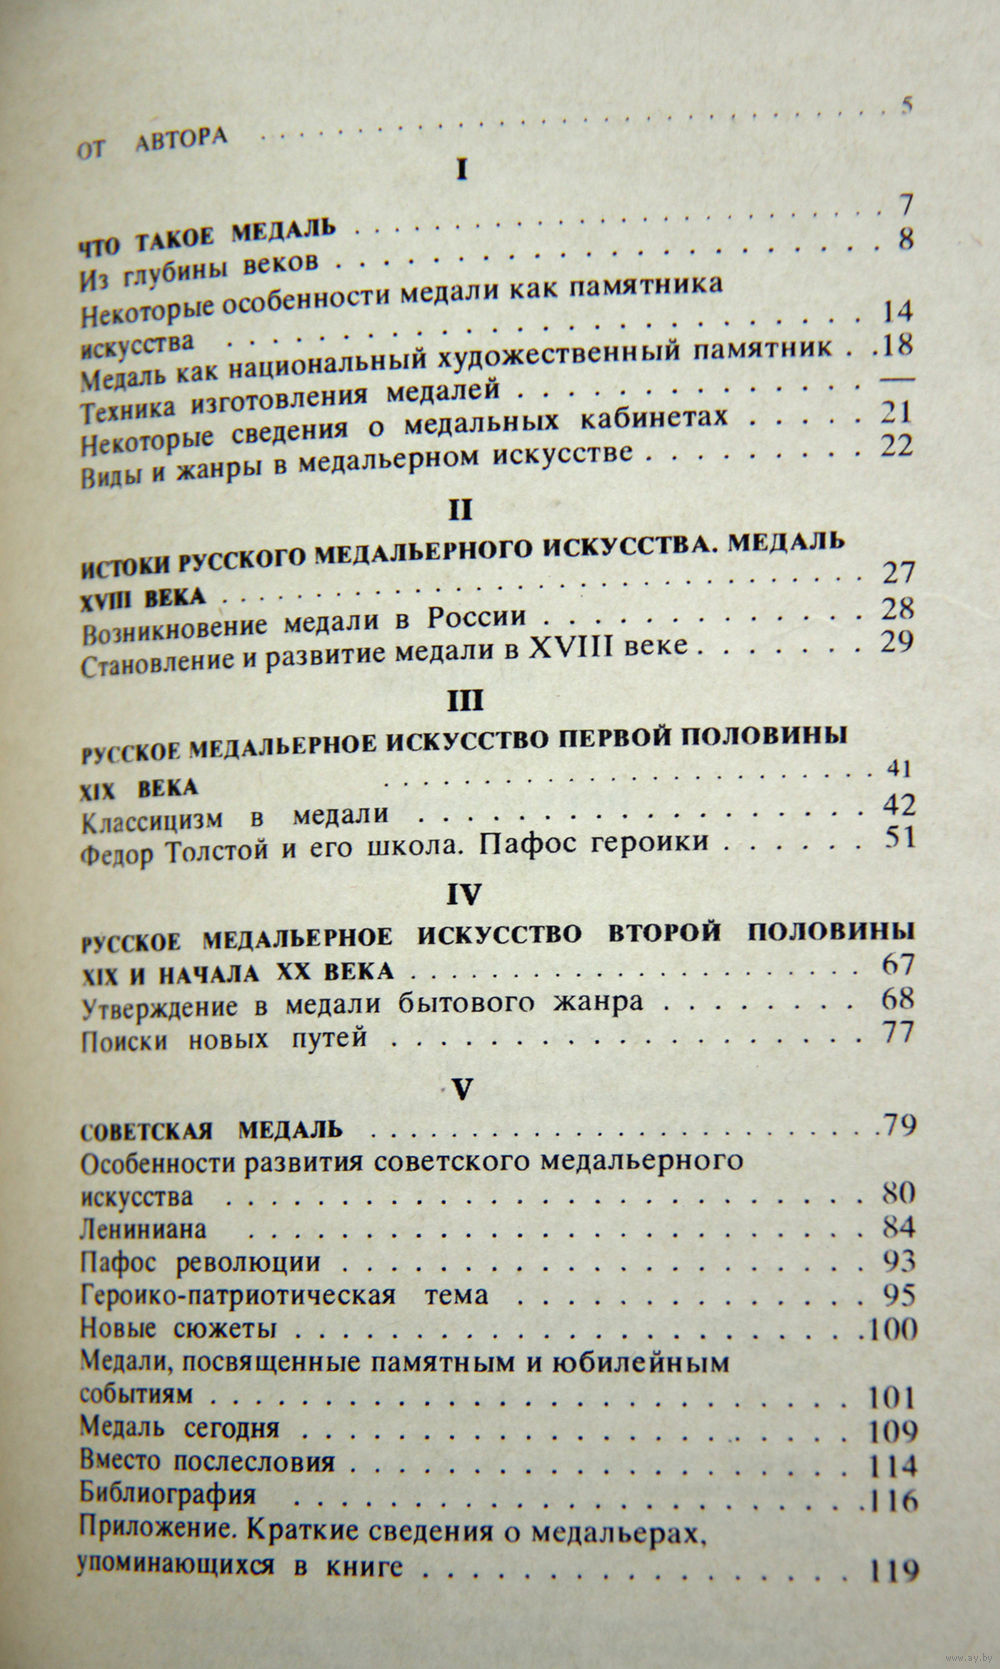 ОТ АВТОРА . . . . . . . . . . . . . . . . . . . . . . . . 5
I
ЧТО ТАКОЕ МЕДАЛЬ . . . . . . . . . . . . . . . . . . . . 7
Из глубины веков . . . . . . . . . . . . . . . . . . . 8
Некоторые особенности медали как памятника
искусства . . . . . . . . . . . . . . . . . . . . 14
Медаль как национальный художественный памятник . . 18
Техника изготовления медалей . . . . . . . . . . . . —
Некоторые сведения о медальных кабинетах . . . . . 21
Виды и жанры в медальерном искусстве . . . . . . . . . 22
II
ИСТОКИ РУССКОГО МЕДАЛЬЕРНОГО ИСКУССТВА. МЕДАЛЬ
XVIII ВЕКА . . . . . . . . . . . . . . . . . . . . . . . 27
Возникновение медали в России . . . . . . . . . . . . 28
Становление и развитие медали в XVIII веке . . . . . . . 29
III
РУССКОЕ МЕДАЛЬЕРНОЕ ИСКУССТВО ПЕРВОЙ ПОЛОВИНЫ
XIX ВЕКА . . . . . . . . . . . . . . . . . . . . . 41
Классицизм в медали . . . . . . . . . . . . . . . . 42
Федор Толстой и его школа. Пафос героики . . . . . . 51
IV
РУССКОЕ МЕДАЛЬЕРНОЕ ИСКУССТВО ВТОРОЙ ПОЛОВИНЫ
XIX И НАЧАЛА XX ВЕКА . . . . . . . . . . . . . . . . . . 67
Утверждение в медали бытового жанра . . . . . . . . 68
Поиски новых путей . . . . . . . . . . . . . . . . . 77
V
СОВЕТСКАЯ МЕДАЛЬ . . . . . . . . . . . . . . . . . . . . 79
Особенности развития советского медальерного
искусства . . . . . . . . . . . . . . . . . . . . 80
Лениниана . . . . . . . . . . . . . . . . . . . . 84
Пафос революции . . . . . . . . . . . . . . . . . . 93
Героико-патриотическая тема . . . . . . . . . . . . 95
Новые сюжеты . . . . . . . . . . . . . . . . . . . . 100
Медали, посвященные памятным и юбилейным
событиям . . . . . . . . . . . . . . . . . . . . 101
Медаль сегодня . . . . . . . . . . . . . . . . . . 109
Вместо послесловия . . . . . . . . . . . . . . . . . 114
Библиография . . . . . . . . . . . . . . . . . . . 116
Приложение. Краткие сведения о медальерах,
упоминающихся в книге . . . . . . . . . . . . . . . 119
www.ay.by